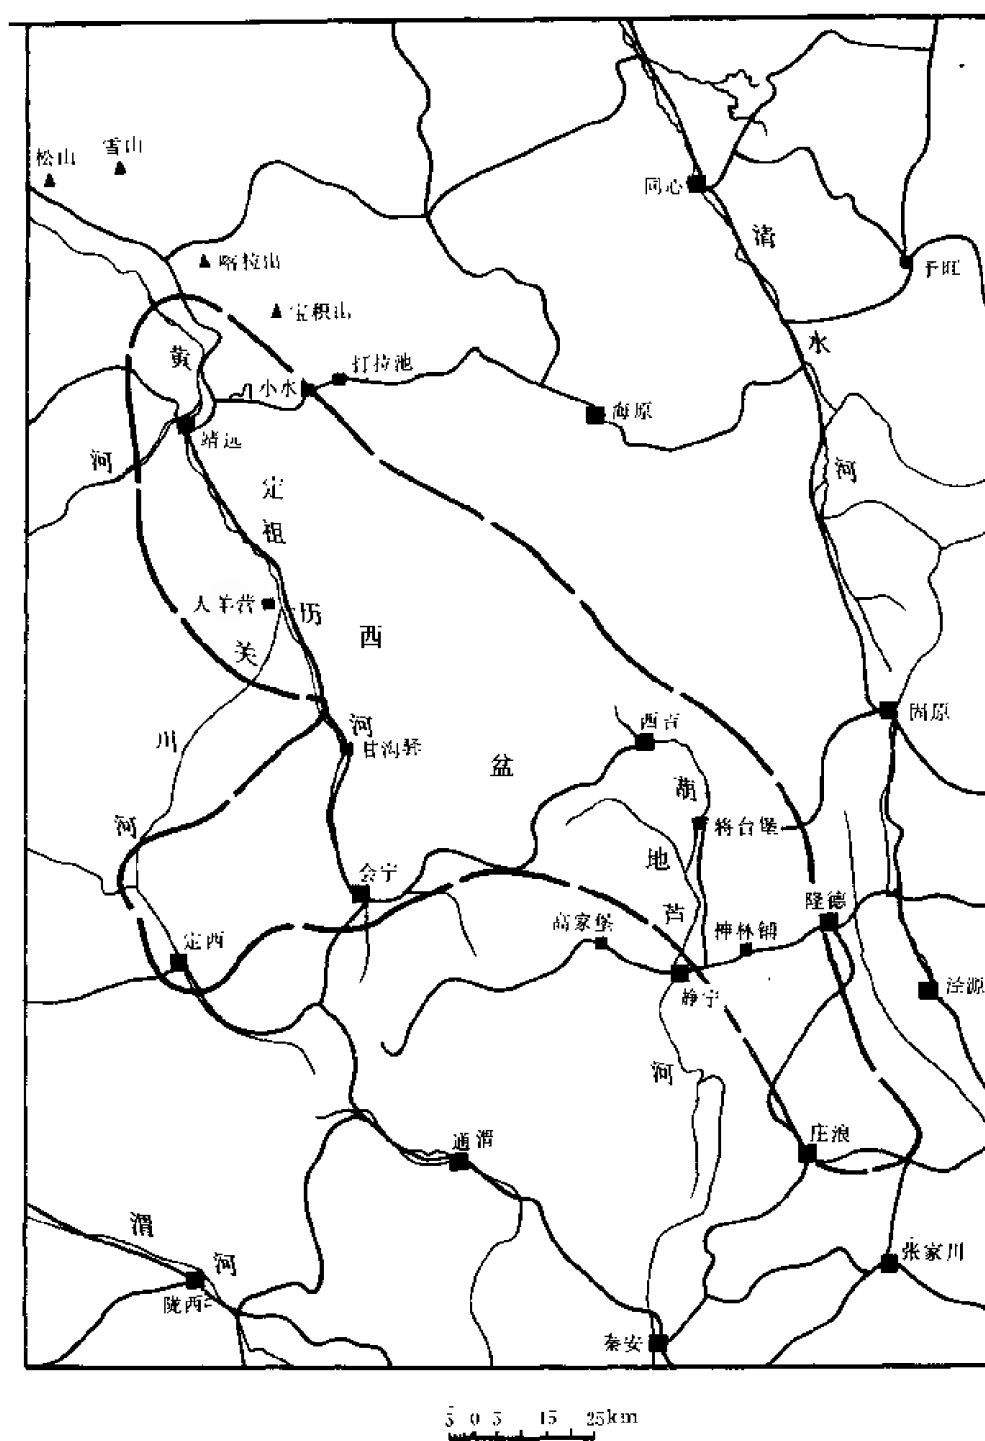 松山
雪山
喀拉山
宝积山
同心
清水河
予旺
黄河
小水
打拉池
海原
靖远
定西盆地
祖历河
关川河
甘沟驿
西吉
固原
葫芦河
将台堡
会宁
高家堡
神林铺
隆德
定西
静宁
泾源
庄浪
通渭
渭河
陇西
张家川
秦安
5 0 5 15 25km